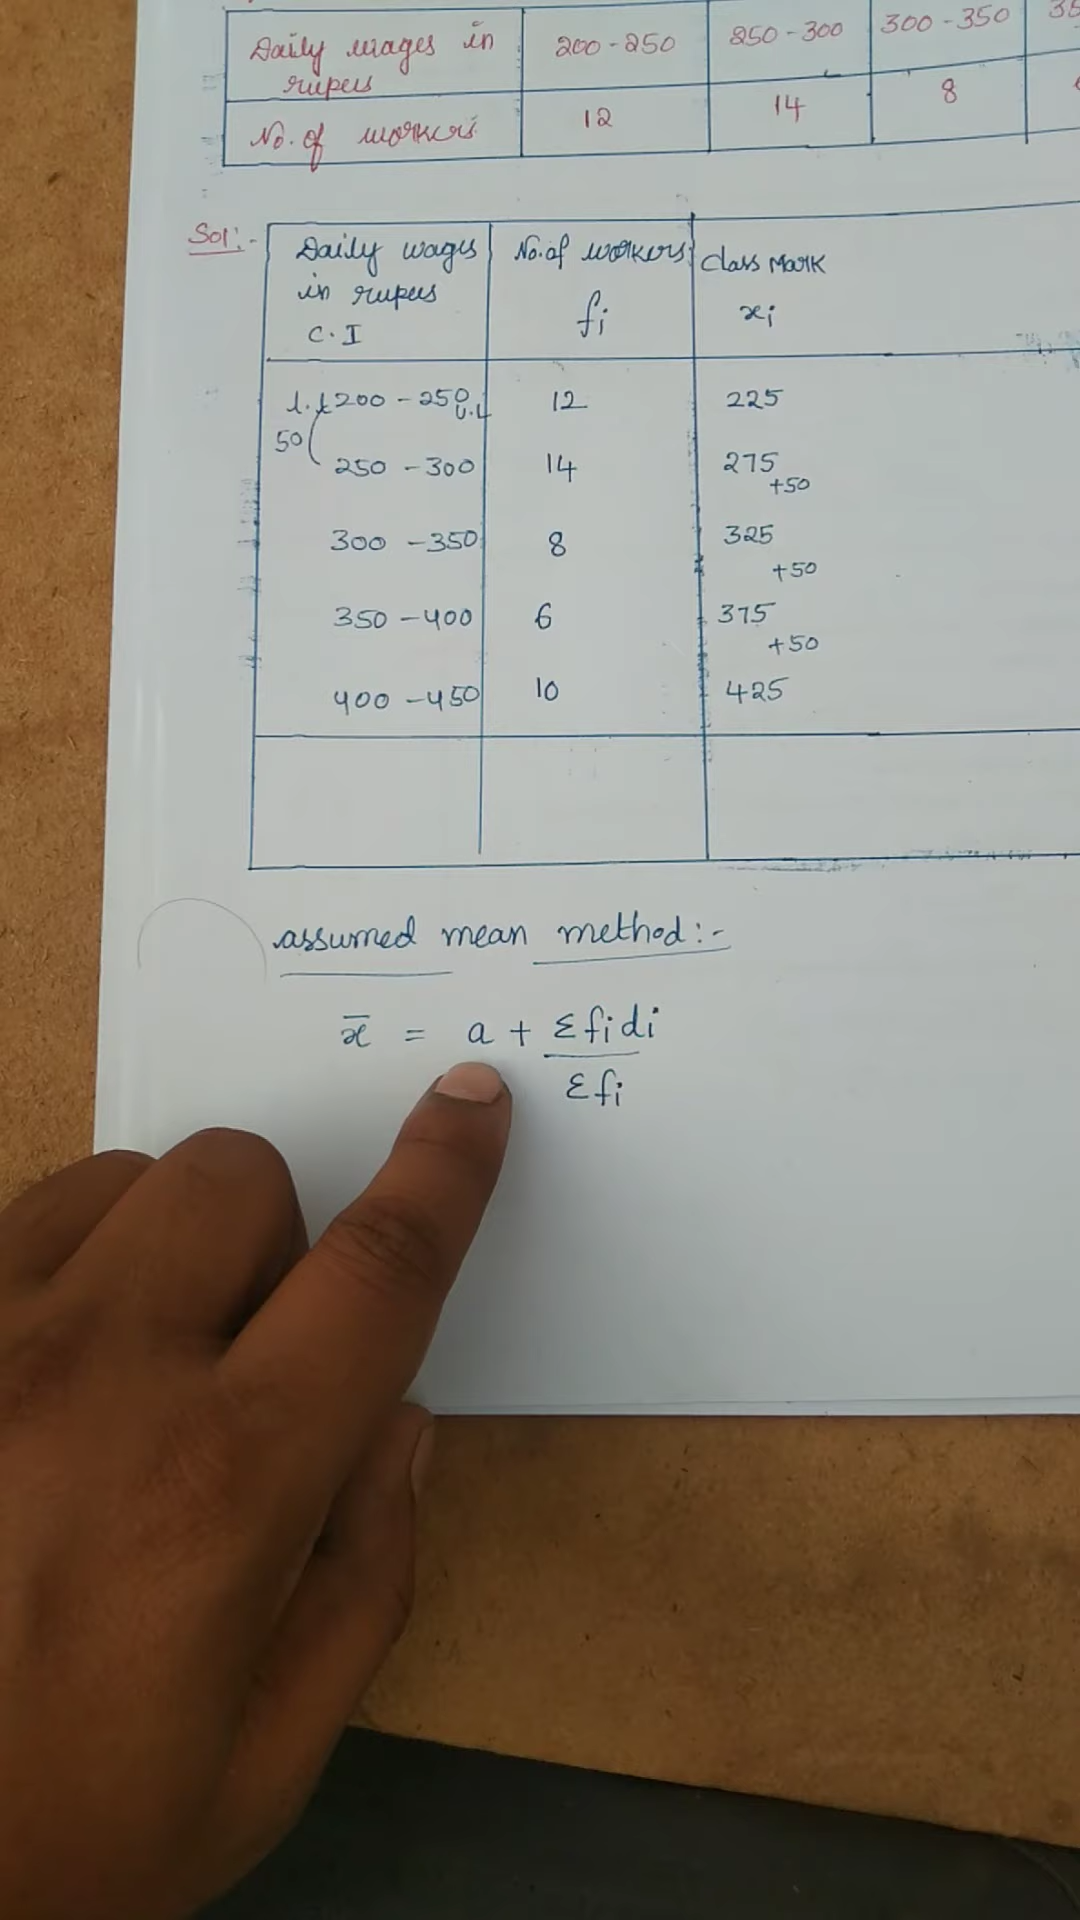 Daily wages in rupees 200-250 250-300 300-350
No. of workers 12 14 8
Sol:-
Daily wages in rupees C.I No. of workers fi Class Mark xi
l.l 200 - 250 u.L 12 225
50
250 - 300 14 275
+50
300 - 350 8 325
+50
350 - 400 6 375
+50
400 - 450 10 425
assumed mean method:-
x̄ = a + Σfidi
Σfi